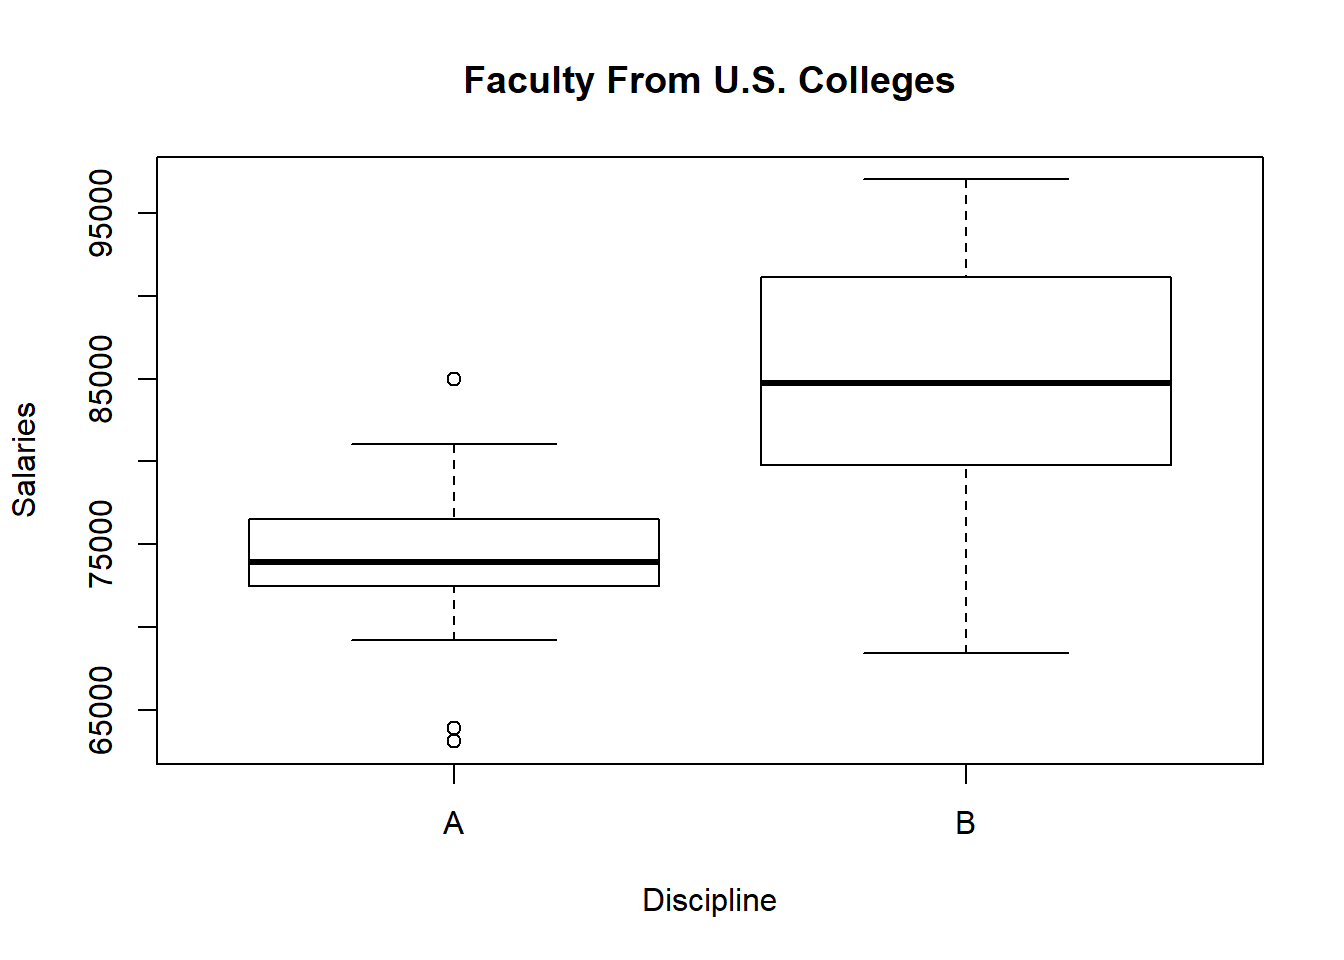 Faculty From U.S. Colleges
95000
85000
75000
65000
Salaries
A
B
Discipline